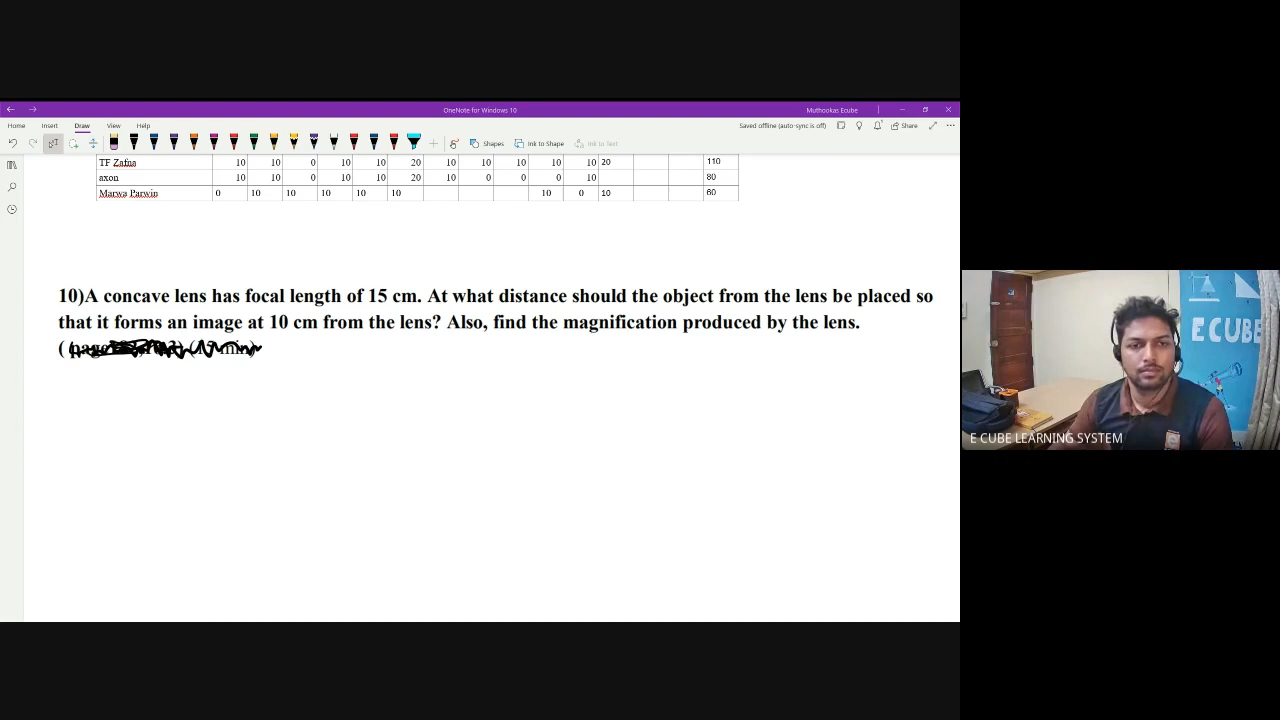 OneNote for Windows 10
Muthookas Ecube
Home Insert Draw View Help
Saved offline (auto-sync is off)
Share
Shapes
Ink to Shape
Ink to Text
TF Zafna 10 10 0 10 10 20 10 10 10 10 10 20 110
axon 10 10 0 10 10 20 10 0 0 0 10 80
Marwa Parwin 0 10 10 10 10 10 10 0 10 60
10)A concave lens has focal length of 15 cm. At what distance should the object from the lens be placed so
that it forms an image at 10 cm from the lens? Also, find the magnification produced by the lens.
E CUBE
E CUBE LEARNING SYSTEM